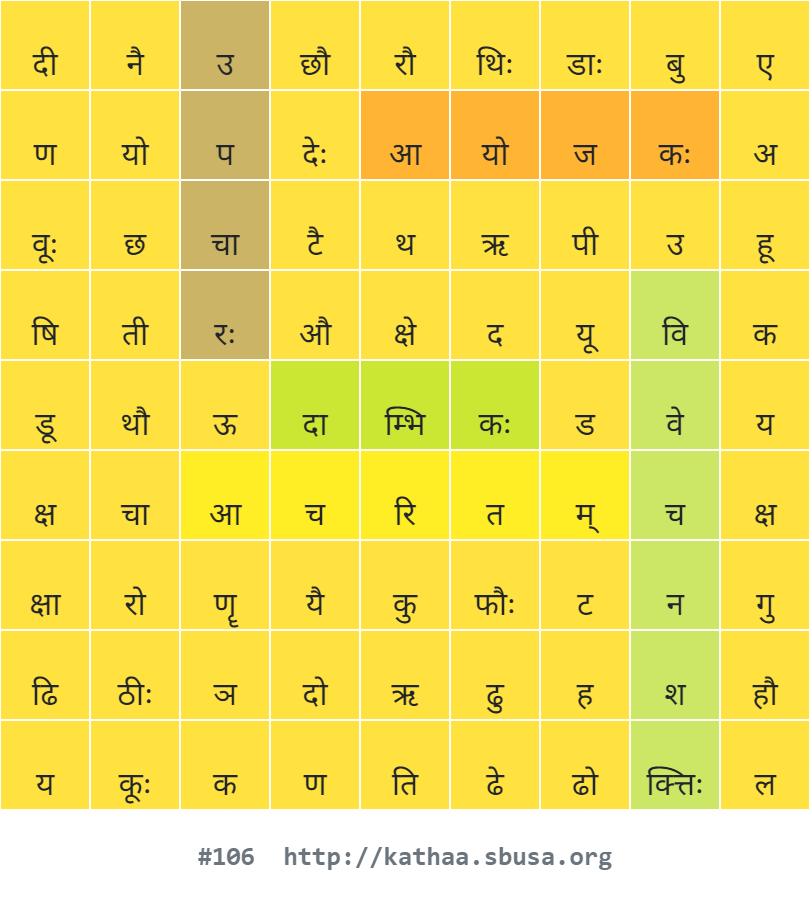 दी नै उ छौ रौ थिः डाः बु ए
ण यो प देः आ यो ज कः अ
वूः छ चा टै थ ऋ पी उ हू
षि ती रः औ क्षे द यू वि क
डू थौ ऊ दा म्भि कः ड वे य
क्ष चा आ च रि त म् च क्ष
क्षा रो णॄ यै कु फौः ट न गु
ढि ठीः ञ दो ऋ ढु ह श हौ
य कूः क ण ति ढे ढो क्त्तिः ल
#106 http://kathaa.sbusa.org